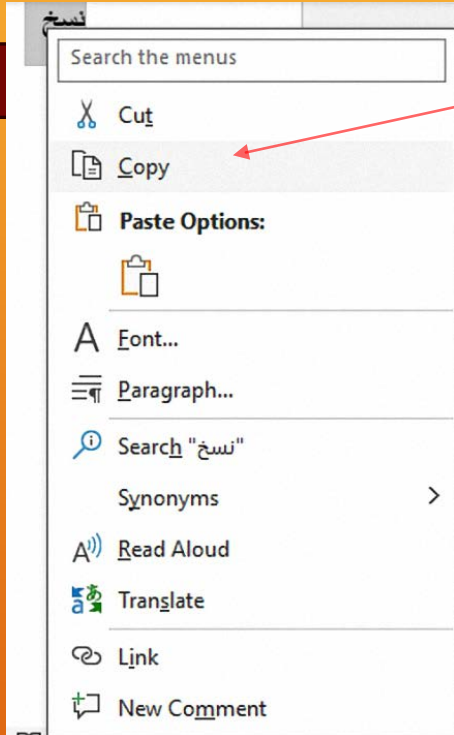 نسخ
Search the menus
Cut
Copy
Paste Options:
Font...
Paragraph...
Search "نسخ"
Synonyms
Read Aloud
Translate
Link
New Comment